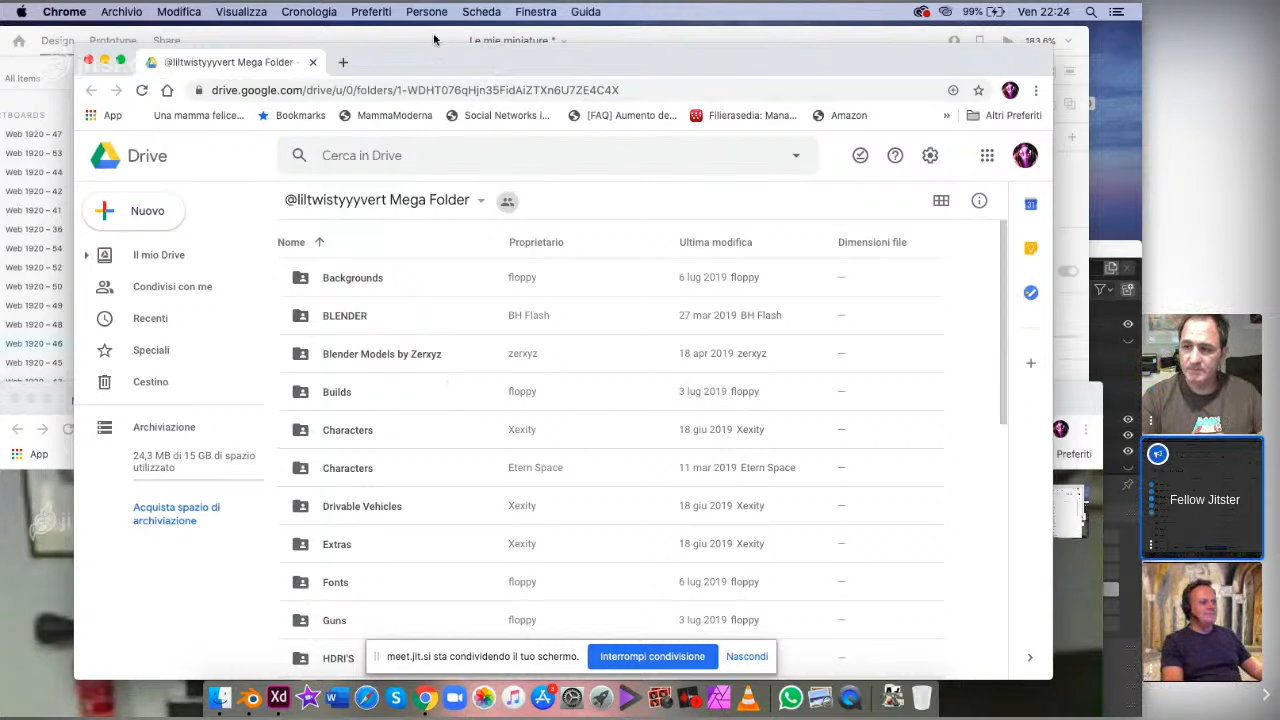 Chrome Archivio Modifica Visualizza Cronologia Preferiti Persone Scheda Finestra Guida 99% Ven 22:24
Design Prototype Share Le mie miniature * 183.6%
@liltwistyyyvert Mega Folder -
All Items
drive.google.com/drive/u/0/
App Una mamma felice... Bookmarks MammaModerna Social Networks i... [FAQ] Aumento de... Filierasedia: Mana... Amazon » Altri Preferiti
Web 1920 – 47
Web 1920 – 53
Web 1920 – 44
Web 1920 – 42
Web 1920 – 41
Web 1920 – 36
Web 1920 – 54
Web 1920 – 52
Web 1920 – 50
Web 1920 – 49
Web 1920 – 48
Web 1920 – 46
Web 1920 – 45
App
Drive Cerca in Drive
Nuovo
Il mio Drive
Condivisi con me
Recenti
Speciali
Cestino
Archiviazione
24,3 MB di 15 GB di spazio
utilizzato
Acquista spazio di
archiviazione
@liltwistyyyvert Mega Folder
Nome Proprietario Ultima modifica Dimensioni file
Backgrounds floppy 6 lug 2019 floppy —
BLENDER BH Flash 27 mar 2019 BH Flash —
Blender Models by Zerxyz zerxyz 18 apr 2019 zerxyz —
Builds floppy 3 lug 2019 floppy —
Characters Xexity 18 giu 2019 Xexity —
Characters Etern Space 11 mar 2019 Etern Space —
Drivable Vehicles Xexity 18 giu 2019 Xexity —
Extras Xexity 18 giu 2019 Xexity —
Fonts floppy 6 lug 2019 floppy —
Guns floppy 3 lug 2019 floppy —
HDRI'S
meet.jit.si sta condividendo il tuo schermo. Interrompi condivisione Nascondi
31
Preferiti
Xd
Fellow Jitster